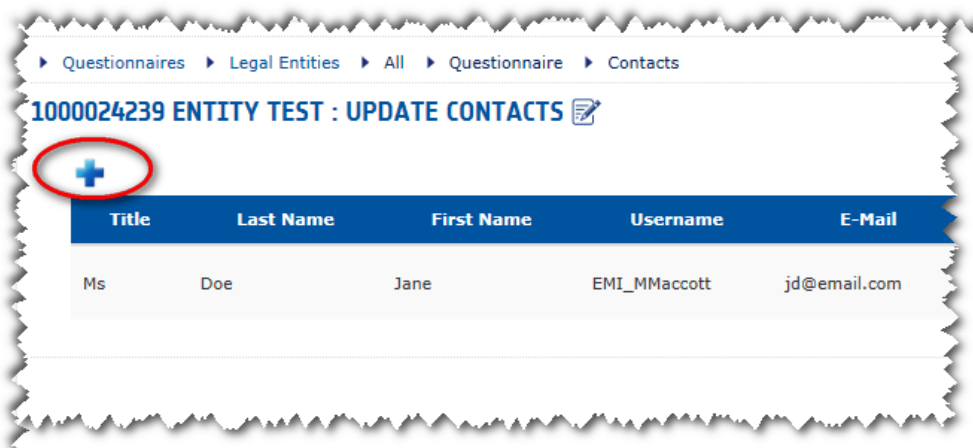 Questionnaires Legal Entities All Questionnaire Contacts
1000024239 ENTITY TEST : UPDATE CONTACTS
Title Last Name First Name Username E-Mail
Ms Doe Jane EMI_MMaccott jd@email.com